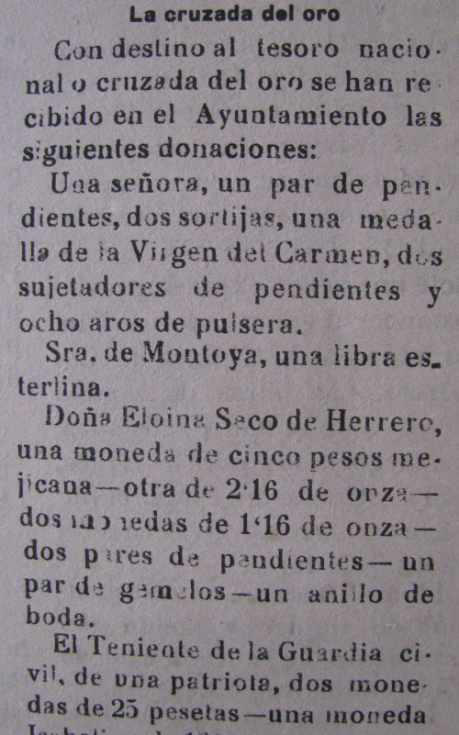 La cruzada del oro
Con destino al tesoro nacio-
nal o cruzada del oro se han re
cibido en el Ayuntamiento las
siguientes donaciones:
Una señora, un par de pen-
dientes, dos sortijas, una meda-
lla de la Virgen del Carmen, dos
sujetadores de pendientes y
ocho aros de pulsera.
Sra. de Montoya, una libra es-
terlina.
Doña Eloina Seco de Herrero,
una moneda de cinco pesos me-
jicana—otra de 2'16 de onza—
dos monedas de 1'16 de onza—
dos pares de pendientes—un
par de gemelos—un anillo de
boda.
El Teniente de la Guardia ci-
vil, de una patriota, dos mone-
das de 25 pesetas—una moneda